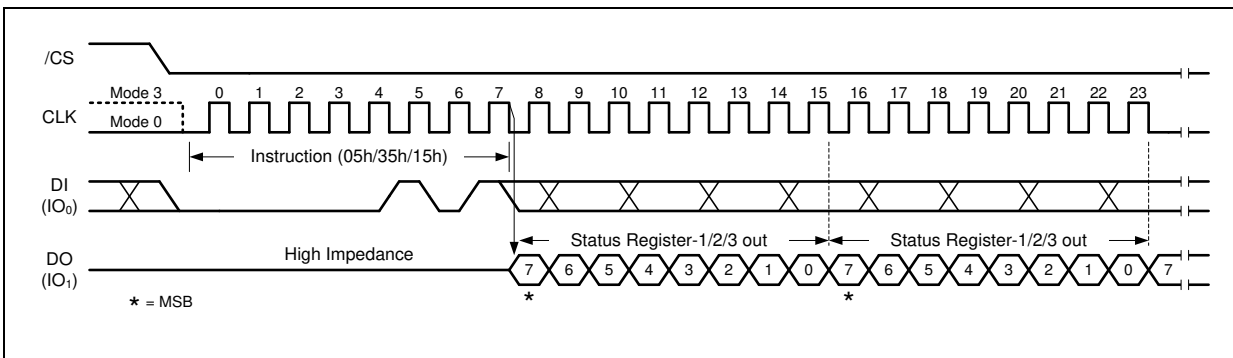 /CS
Mode 3 0 1 2 3 4 5 6 7 8 9 10 11 12 13 14 15 16 17 18 19 20 21 22 23
CLK
Mode 0
Instruction (05h/35h/15h)
DI
(IO₀)
Status Register-1/2/3 out Status Register-1/2/3 out
High Impedance
DO
(IO₁)
7 6 5 4 3 2 1 0 7 6 5 4 3 2 1 0 7
* *
* = MSB